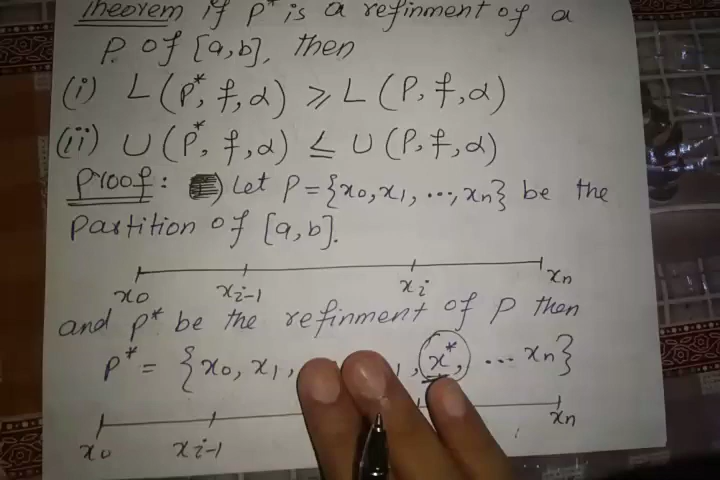 Theorem if P* is a refinment of a
P. of [a,b], then
(i) L(P*, f,α) ⩾ L(P,f,α)
(ii) U(P*, f,α) ≤ U(P,f,α)
Proof: Let P={x₀,x₁,...,xₙ} be the
Partition of [a,b].
x₀ xᵢ₋₁ xᵢ xₙ
and P* be the refinment of P then
P* = {x₀, x₁, 1, x*, ... xₙ}
x₀ xᵢ₋₁ xₙ